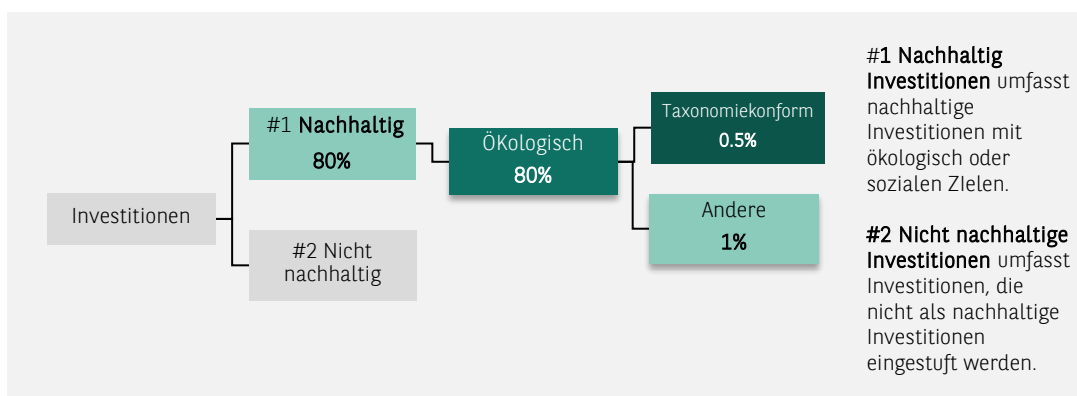 Investitionen
#1 Nachhaltig
80%
#2 Nicht
nachhaltig
ÖKologisch
80%
Taxonomiekonform
0.5%
Andere
1%
#1 Nachhaltig
Investitionen umfasst
nachhaltige
Investitionen mit
ökologisch oder
sozialen ZIelen.
#2 Nicht nachhaltige
Investitionen umfasst
Investitionen, die
nicht als nachhaltige
Investitionen
eingestuft werden.